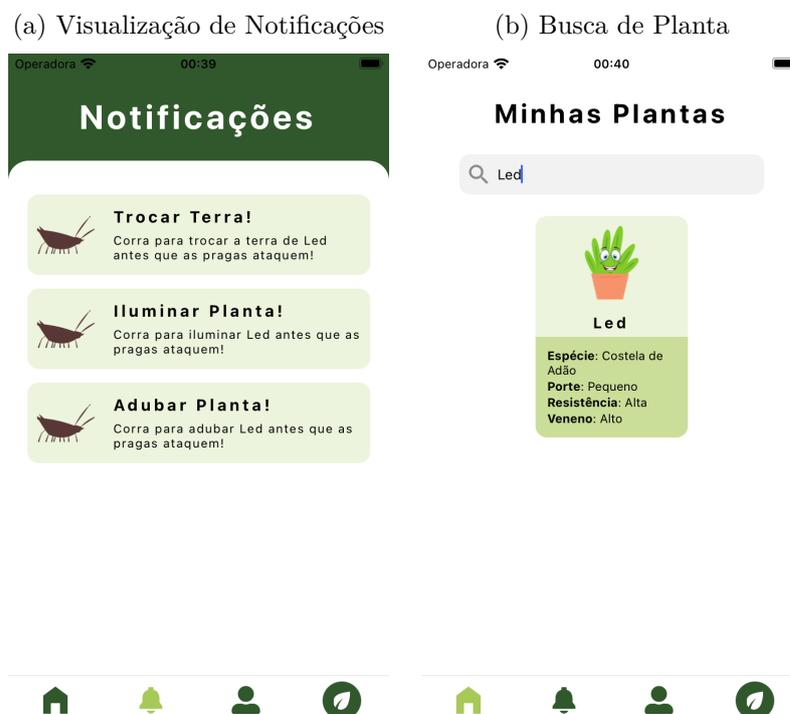 (a) Visualização de Notificações
Operadora 00:39
Notificações
Trocar Terra!
Corra para trocar a terra de Led
antes que as pragas ataquem!
Iluminar Planta!
Corra para iluminar Led antes que as
pragas ataquem!
Adubar Planta!
Corra para adubar Led antes que as
pragas ataquem!
(b) Busca de Planta
Operadora 00:40
Minhas Plantas
Led
Led
Espécie: Costela de
Adão
Porte: Pequeno
Resistência: Alta
Veneno: Alto